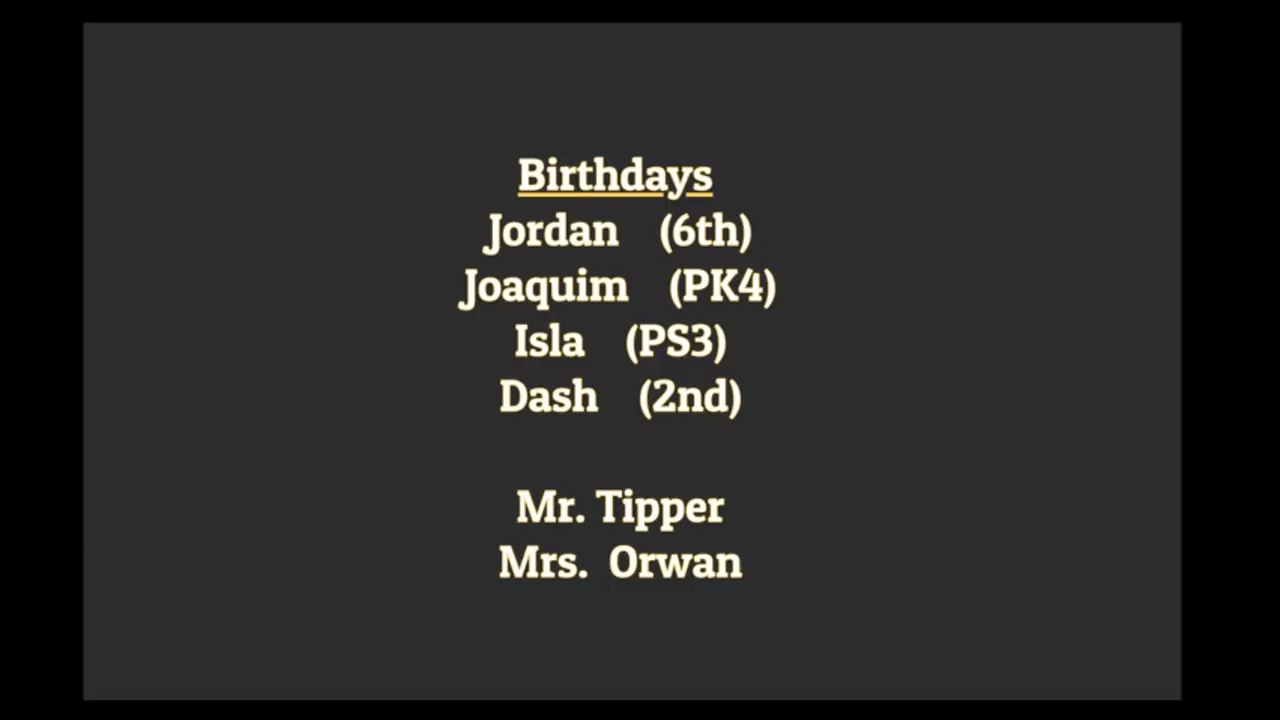 Birthdays
Jordan (6th)
Joaquim (PK4)
Isla (PS3)
Dash (2nd)
Mr. Tipper
Mrs. Orwan